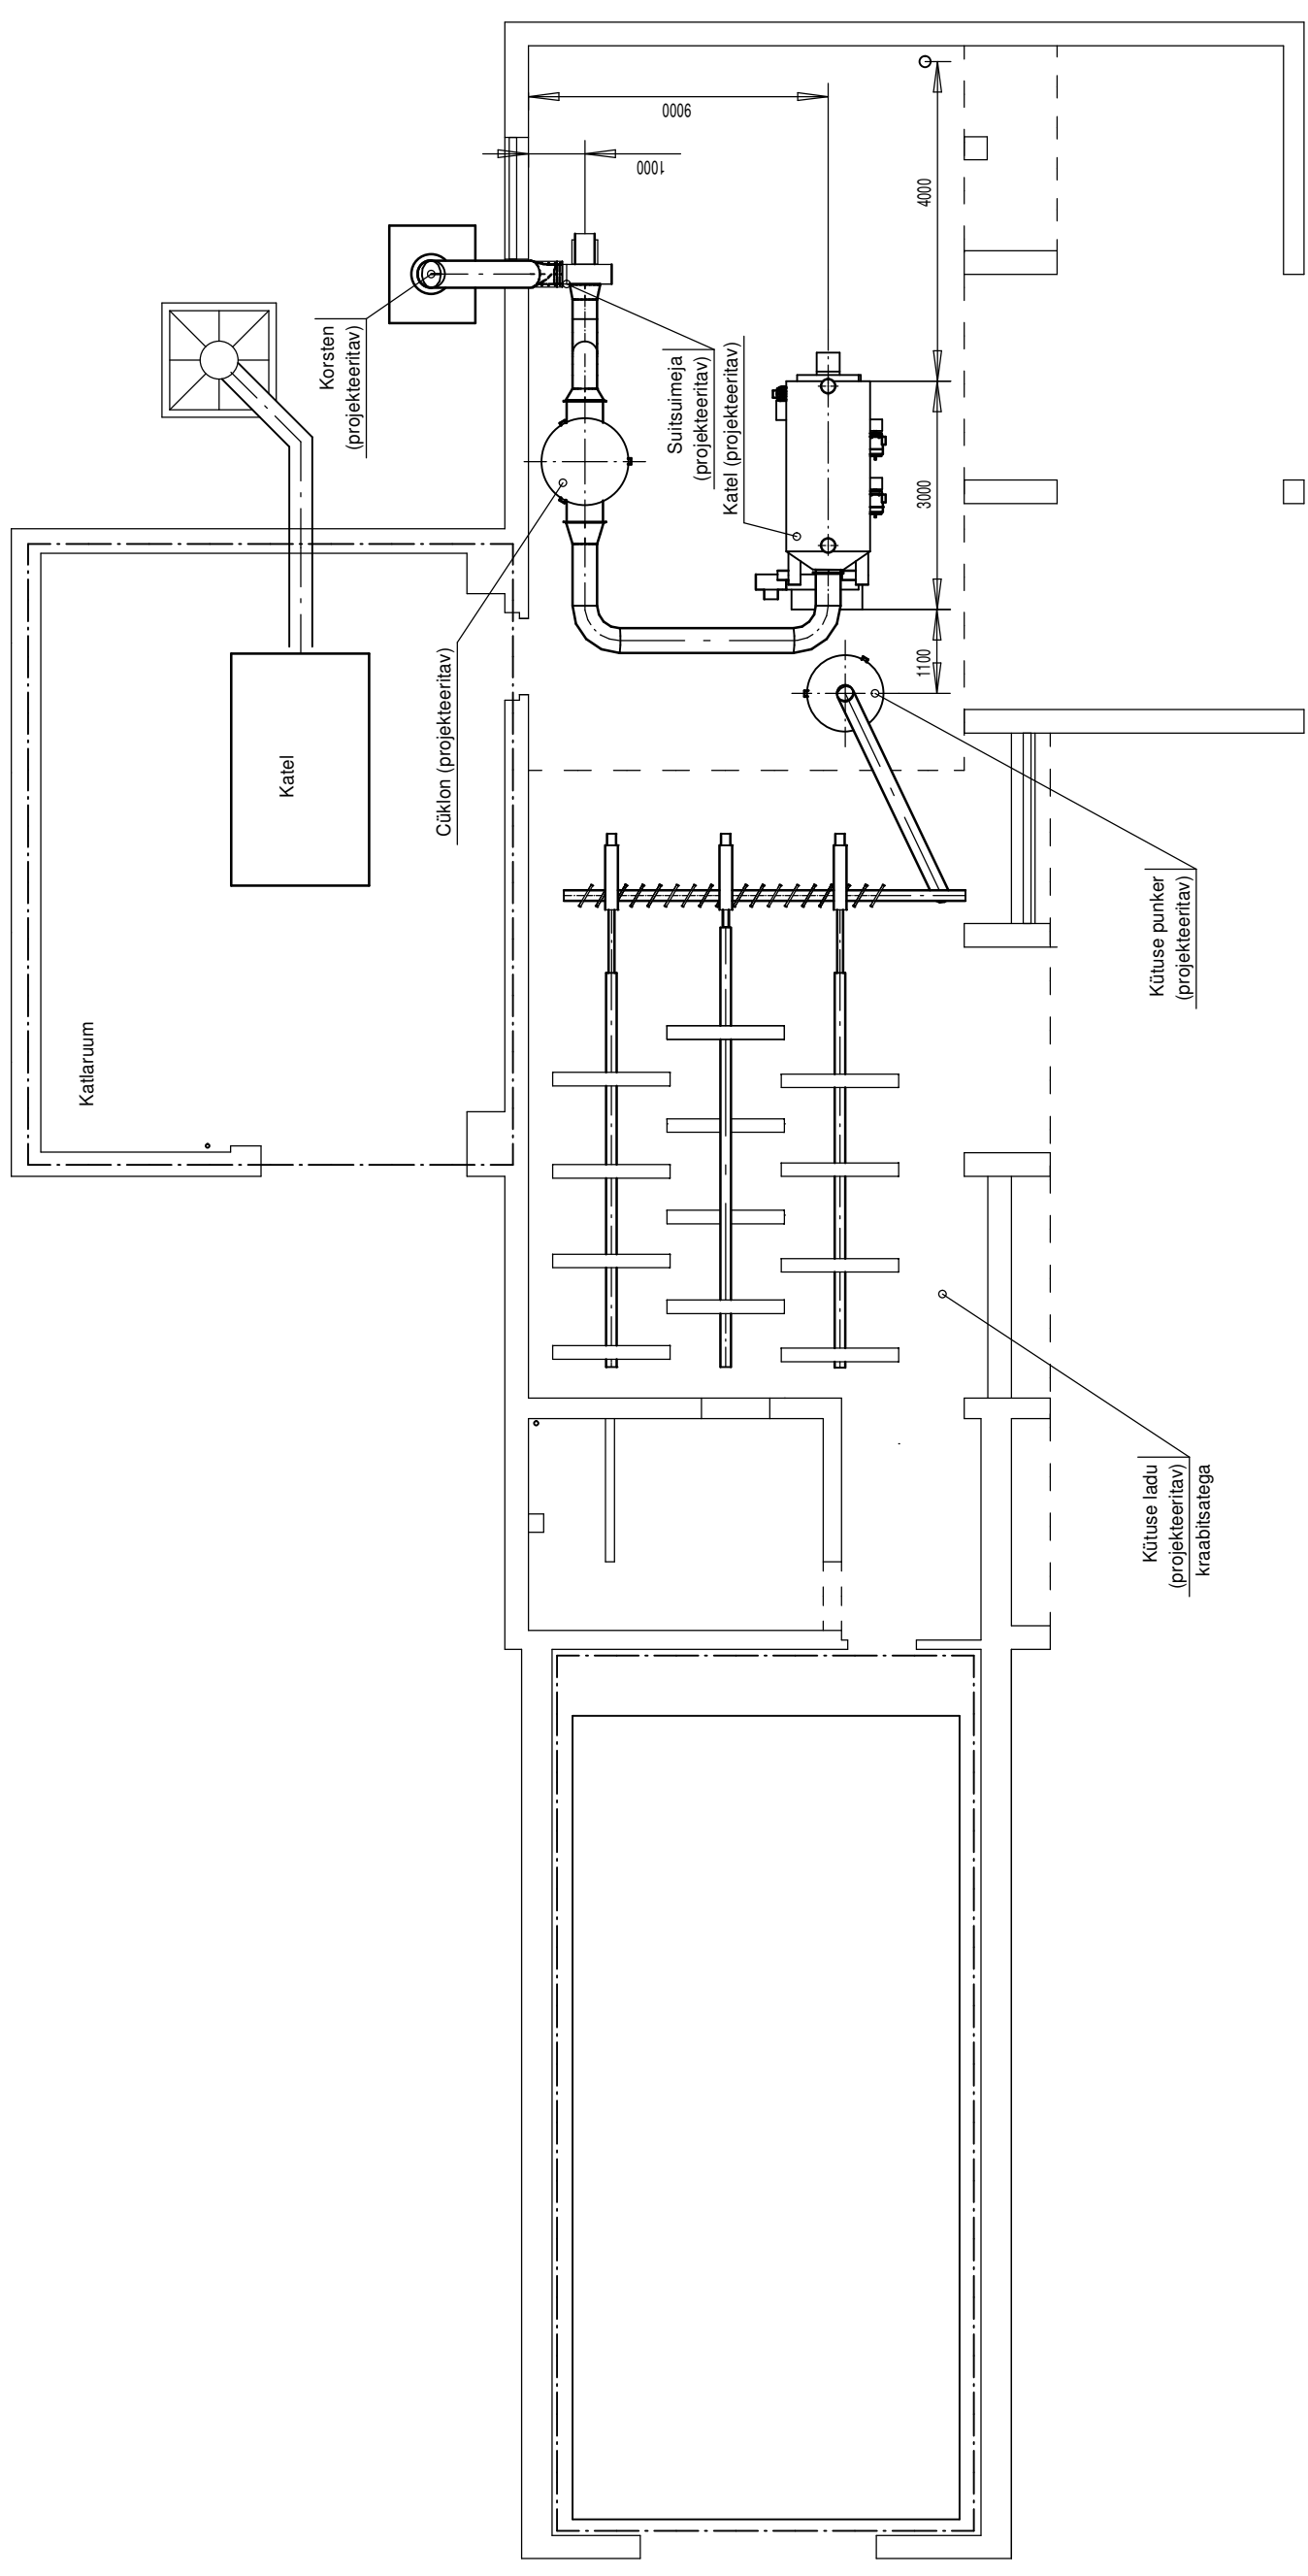 Katlaruum
Katel
Korsten
(projekteeritav)
Cüklon (projekteeritav)
1000
9000
Suitsuimeja
(projekteeritav)
Katel (projekteeritav)
1100
3000
4000
Kütuse ladu
(projekteeritav)
kraabitsatega
Kütuse punker
(projekteeritav)